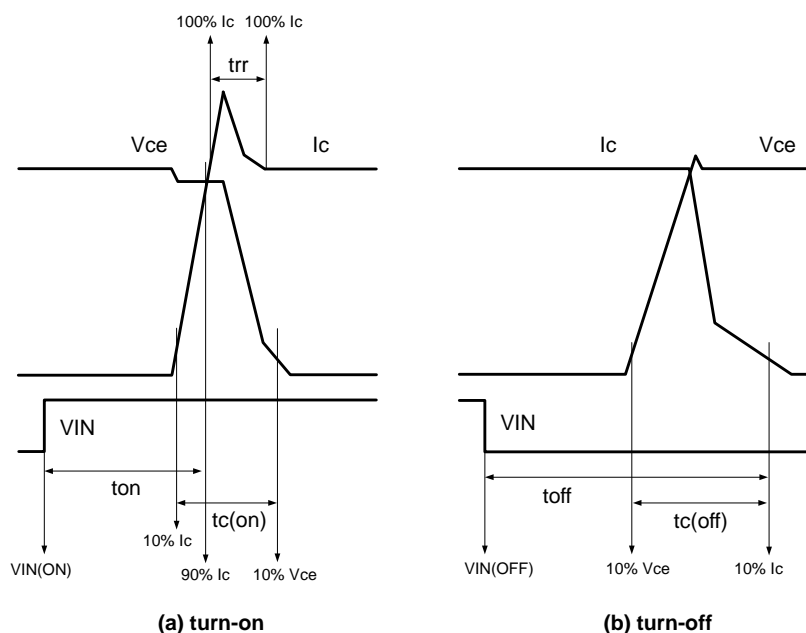 100% Ic 100% Ic
trr
Vce Ic
VIN
ton
tc(on)
10% Ic
VIN(ON) 90% Ic 10% Vce
(a) turn-on
Ic Vce
VIN
toff
tc(off)
VIN(OFF) 10% Vce 10% Ic
(b) turn-off